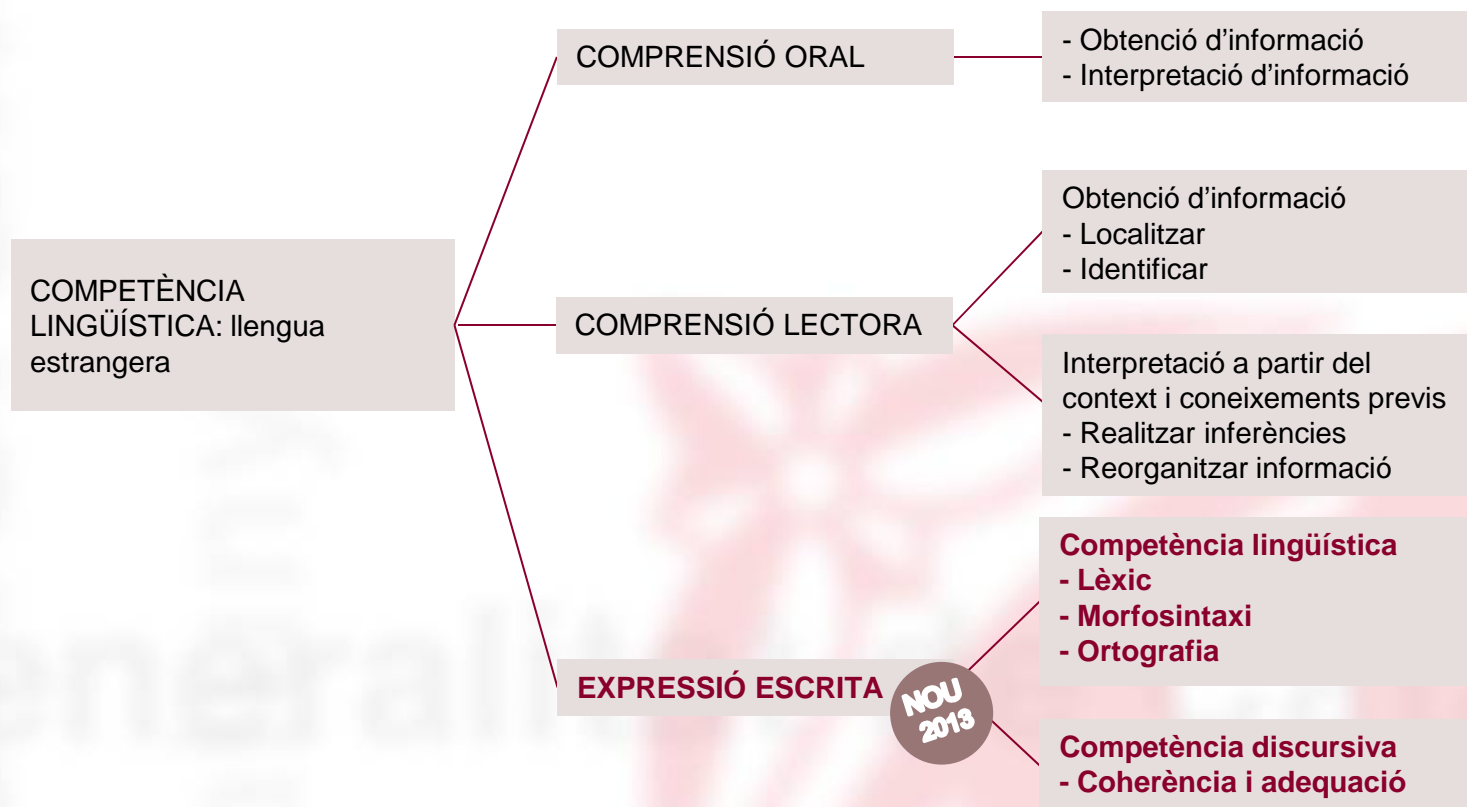 COMPRENSIÓ ORAL
- Obtenció d’informació
- Interpretació d’informació
COMPETÈNCIA
LINGÜÍSTICA: llengua
estrangera
COMPRENSIÓ LECTORA
Obtenció d’informació
- Localitzar
- Identificar
Interpretació a partir del
context i coneixements previs
- Realitzar inferències
- Reorganitzar informació
EXPRESSIÓ ESCRITA
NOU
2013
Competència lingüística
- Lèxic
- Morfosintaxi
- Ortografia
Competència discursiva
- Coherència i adequació